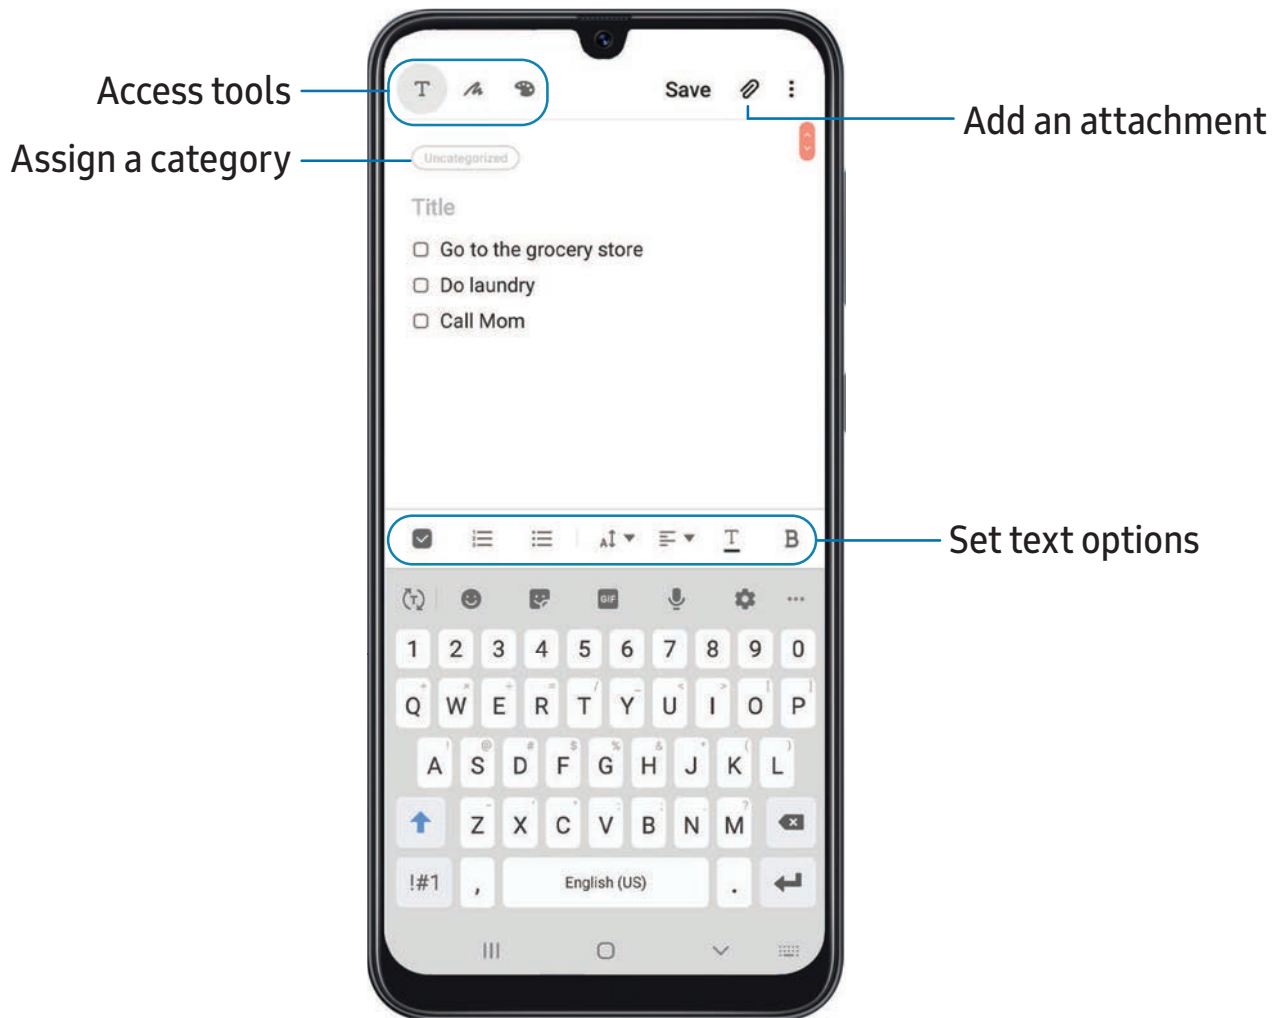 Access tools
T
Save
Add an attachment
Assign a category
Uncategorized
Title
Go to the grocery store
Do laundry
Call Mom
A T B
Set text options
T GIF
1 2 3 4 5 6 7 8 9 0
Q W E R T Y U I O P
A S D F G H J K L
Z X C V B N M
!#1 , English (US) .